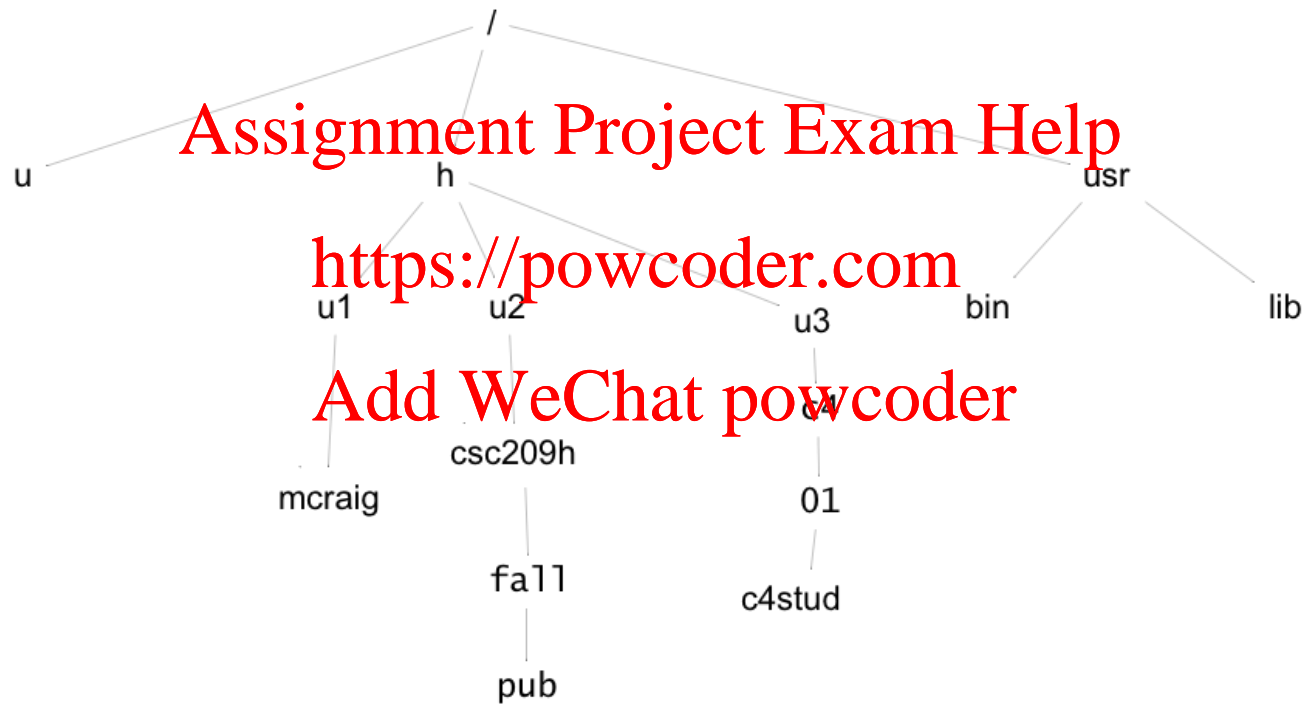 /
Assignment Project Exam Help
u h usr
https://powcoder.com
u1 u2 u3 bin lib
Add WeChat powcoder
c4
csc209h
mcraig 01
fall
c4stud
pub